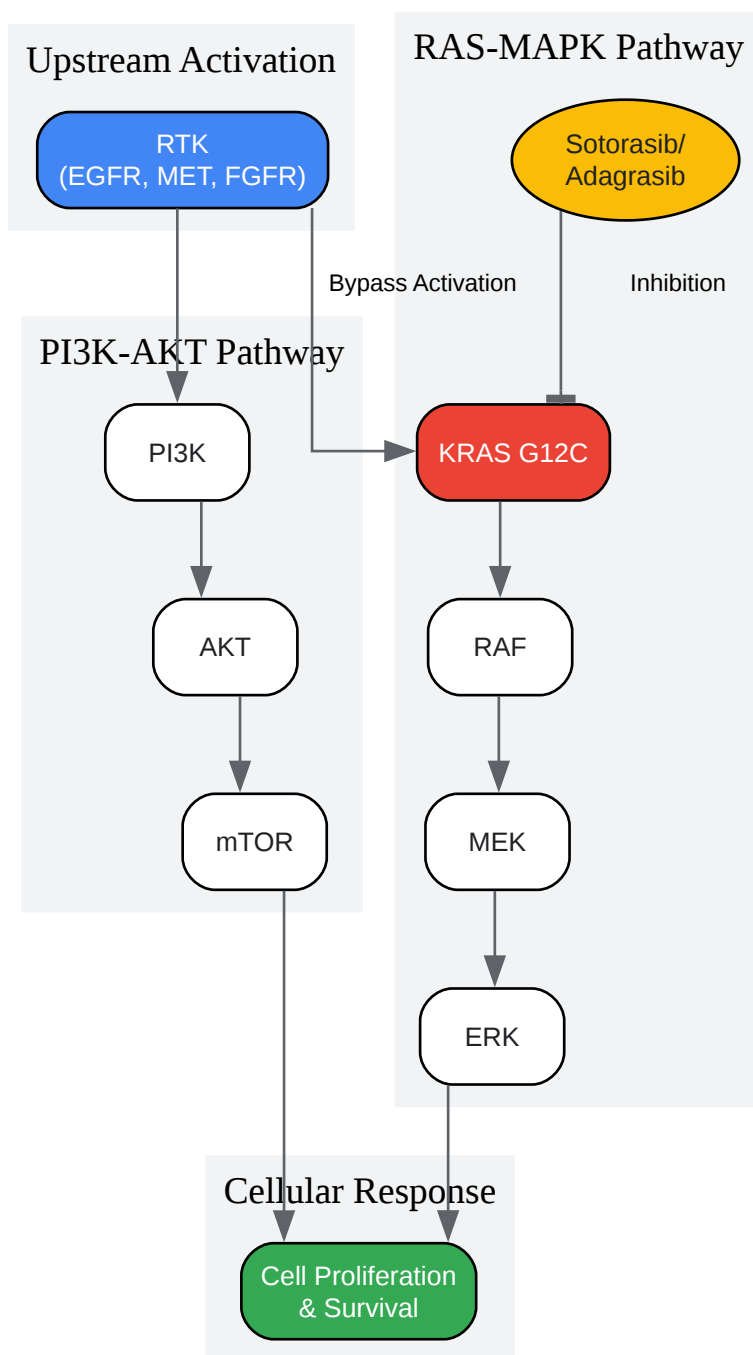 Upstream Activation
RAS-MAPK Pathway
RTK
(EGFR, MET, FGFR)
Sotorasib/
Adagrasib
Bypass Activation
Inhibition
PI3K-AKT Pathway
PI3K
KRAS G12C
AKT
RAF
mTOR
MEK
ERK
Cellular Response
Cell Proliferation
& Survival